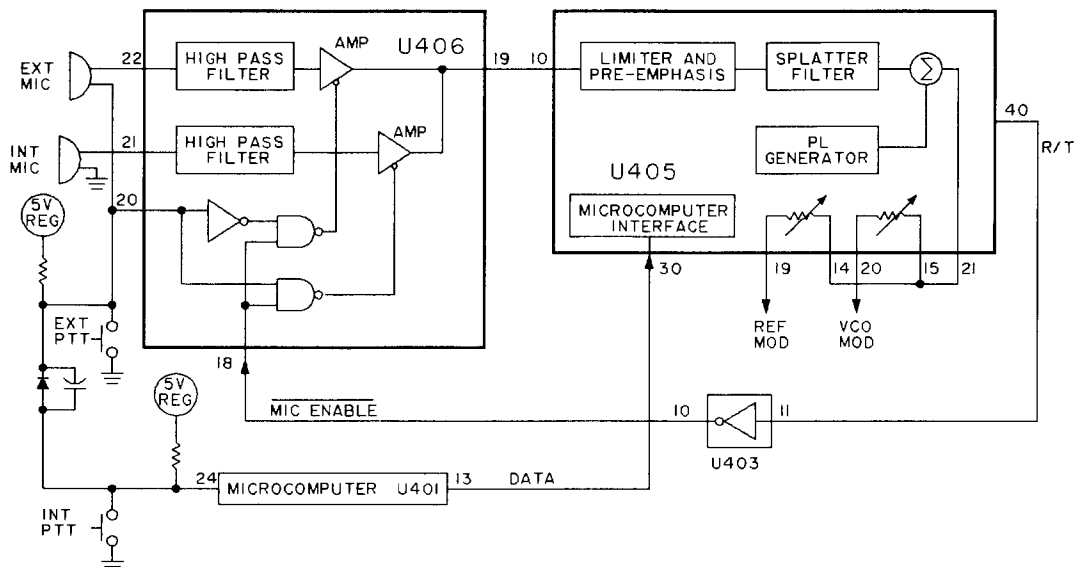 EXT
MIC
22
HIGH PASS
FILTER
AMP
U406
19
10
LIMITER AND
PRE-EMPHASIS
SPLATTER
FILTER
Σ
40
R/T
INT
MIC
21
HIGH PASS
FILTER
AMP
PL
GENERATOR
U405
MICROCOMPUTER
INTERFACE
5V
REG
20
30
19
14
20
15
21
REF
MOD
VCO
MOD
EXT
PTT
18
5V
REG
MIC ENABLE
10
11
U403
24
MICROCOMPUTER U401
13
DATA
INT
PTT